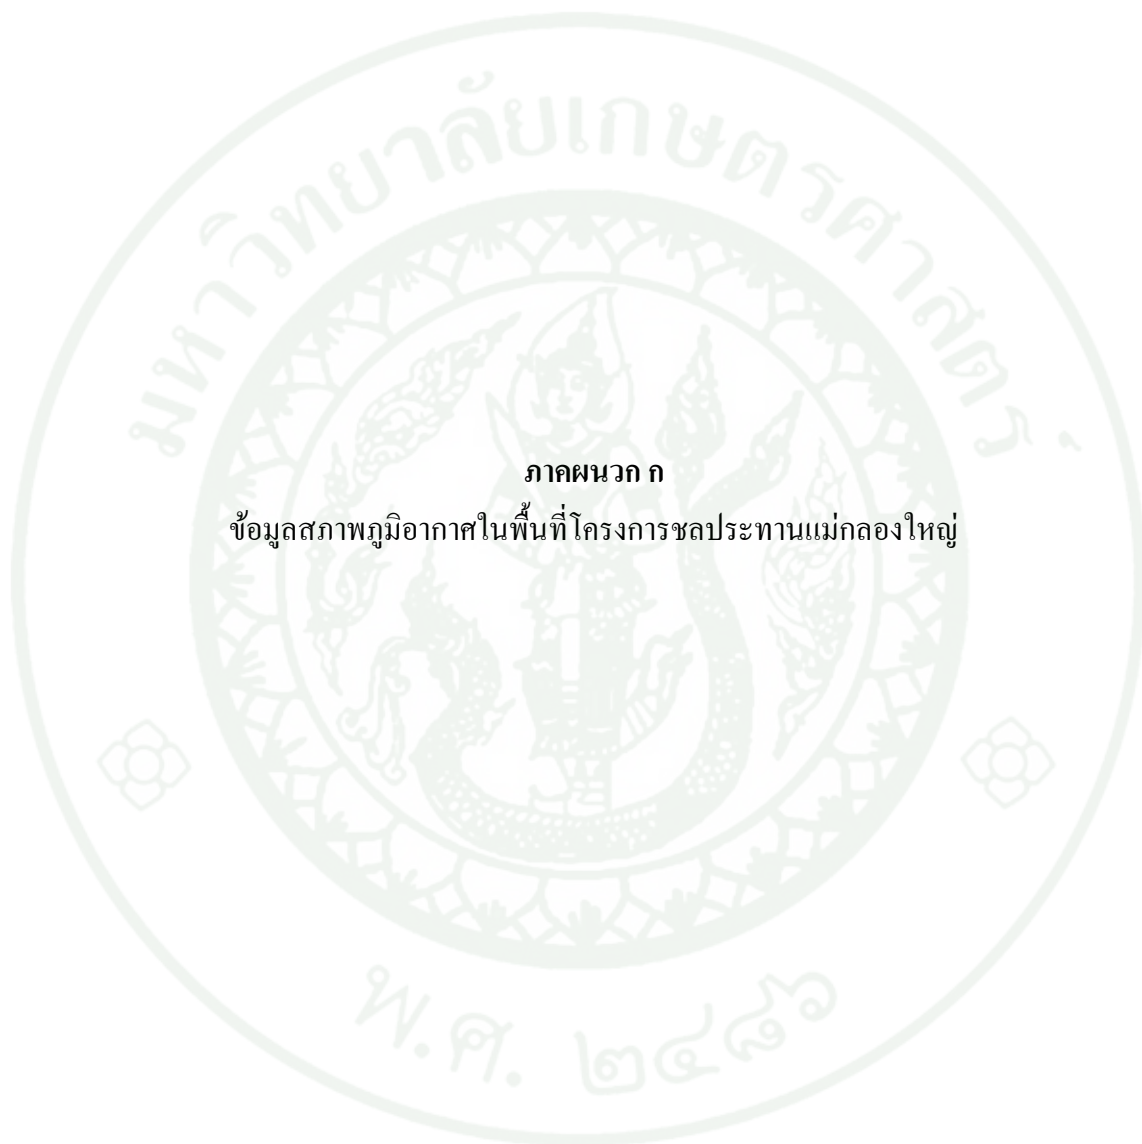 มหาวิทยาลัยเกษตรศาสตร์
ภาคผนวก ก
ข้อมูลสภาพภูมิอากาศในพื้นที่โครงการชลประทานแม่กลองใหญ่
พ.ศ. ๒๔๘๖